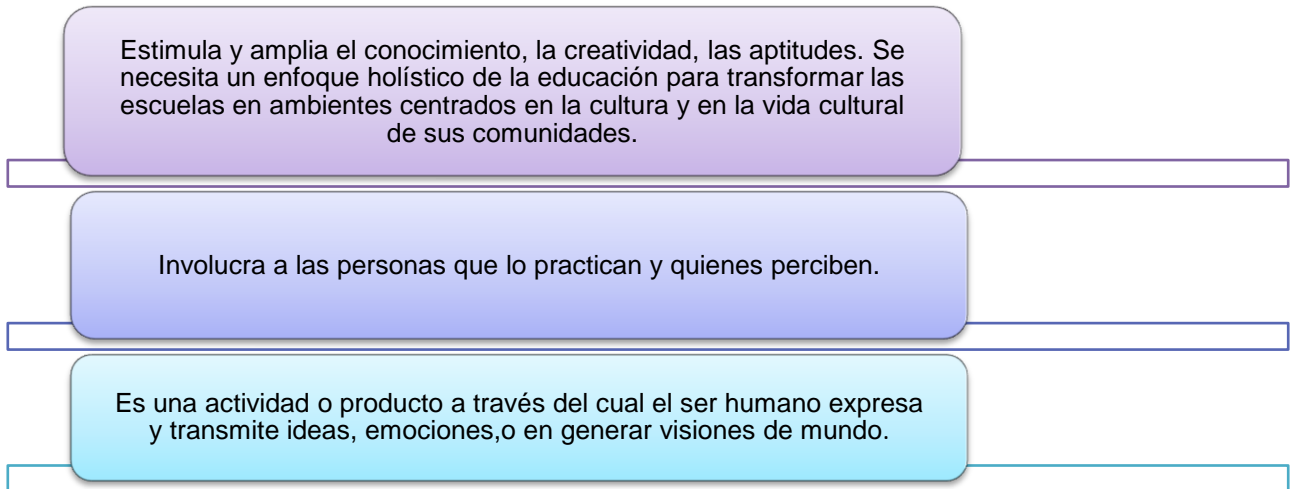 Estimula y amplia el conocimiento, la creatividad, las aptitudes. Se
necesita un enfoque holístico de la educación para transformar las
escuelas en ambientes centrados en la cultura y en la vida cultural
de sus comunidades.
Involucra a las personas que lo practican y quienes perciben.
Es una actividad o producto a través del cual el ser humano expresa
y transmite ideas, emociones,o en generar visiones de mundo.